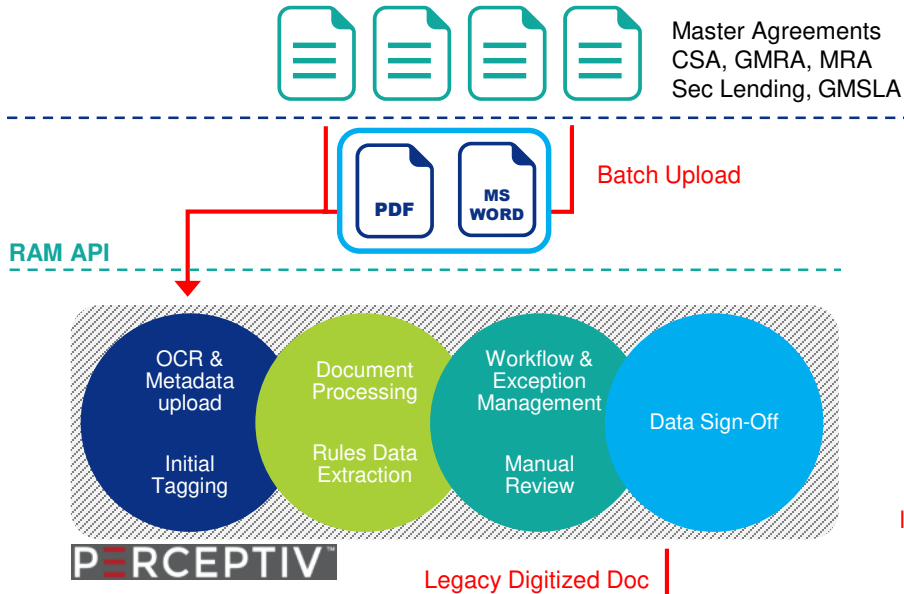 Master Agreements
CSA, GMRA, MRA
Sec Lending, GMSLA
PDF
MS
WORD
Batch Upload
RAM API
OCR &
Metadata
upload
Initial
Tagging
Document
Processing
Rules Data
Extraction
Workflow &
Exception
Management
Manual
Review
Data Sign-Off
PERCEPTIV™
Legacy Digitized Doc